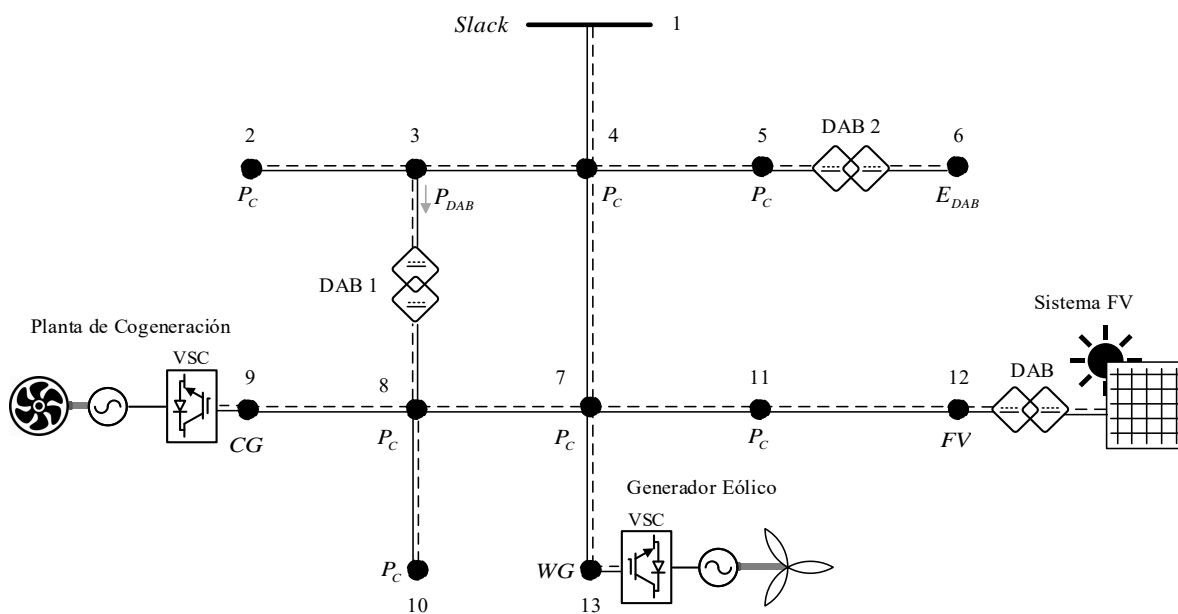 Slack 1
2 3 4 5 DAB 2 6
P_C P_DAB P_C P_C E_DAB
DAB 1
Planta de Cogeneración
Sistema FV
VSC
DAB
9 8 7 11 12
CG P_C P_C P_C FV
Generador Eólico
VSC
P_C WG
10 13